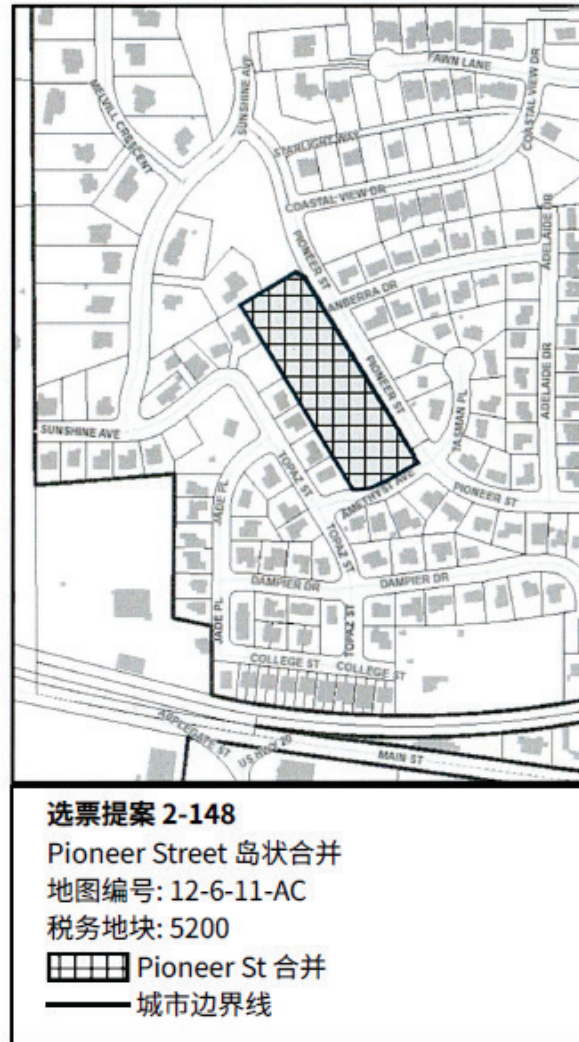 FAWN LANE
SUNSHINE AVE
COASTAL VIEW DR
MELVILL CRESCENT
STARLIGHT WAY
COASTAL VIEW DR
PIONEER ST
ADELAIDE DR
ANBERRA DR
PIONEER ST
TASMAN PL
ADELAIDE DR
SUNSHINE AVE
TOPAZ ST
AMETHYST AVE
PIONEER ST
JADE PL
TOPAZ ST
DAMPIER DR
DAMPIER DR
JADE PL
TOPAZ ST
COLLEGE ST
COLLEGE ST
APPLEGATE ST
US HWY 20
MAIN ST
选票提案 2-148
Pioneer Street 岛状合并
地图编号: 12-6-11-AC
税务地块: 5200
Pioneer St 合并
城市边界线